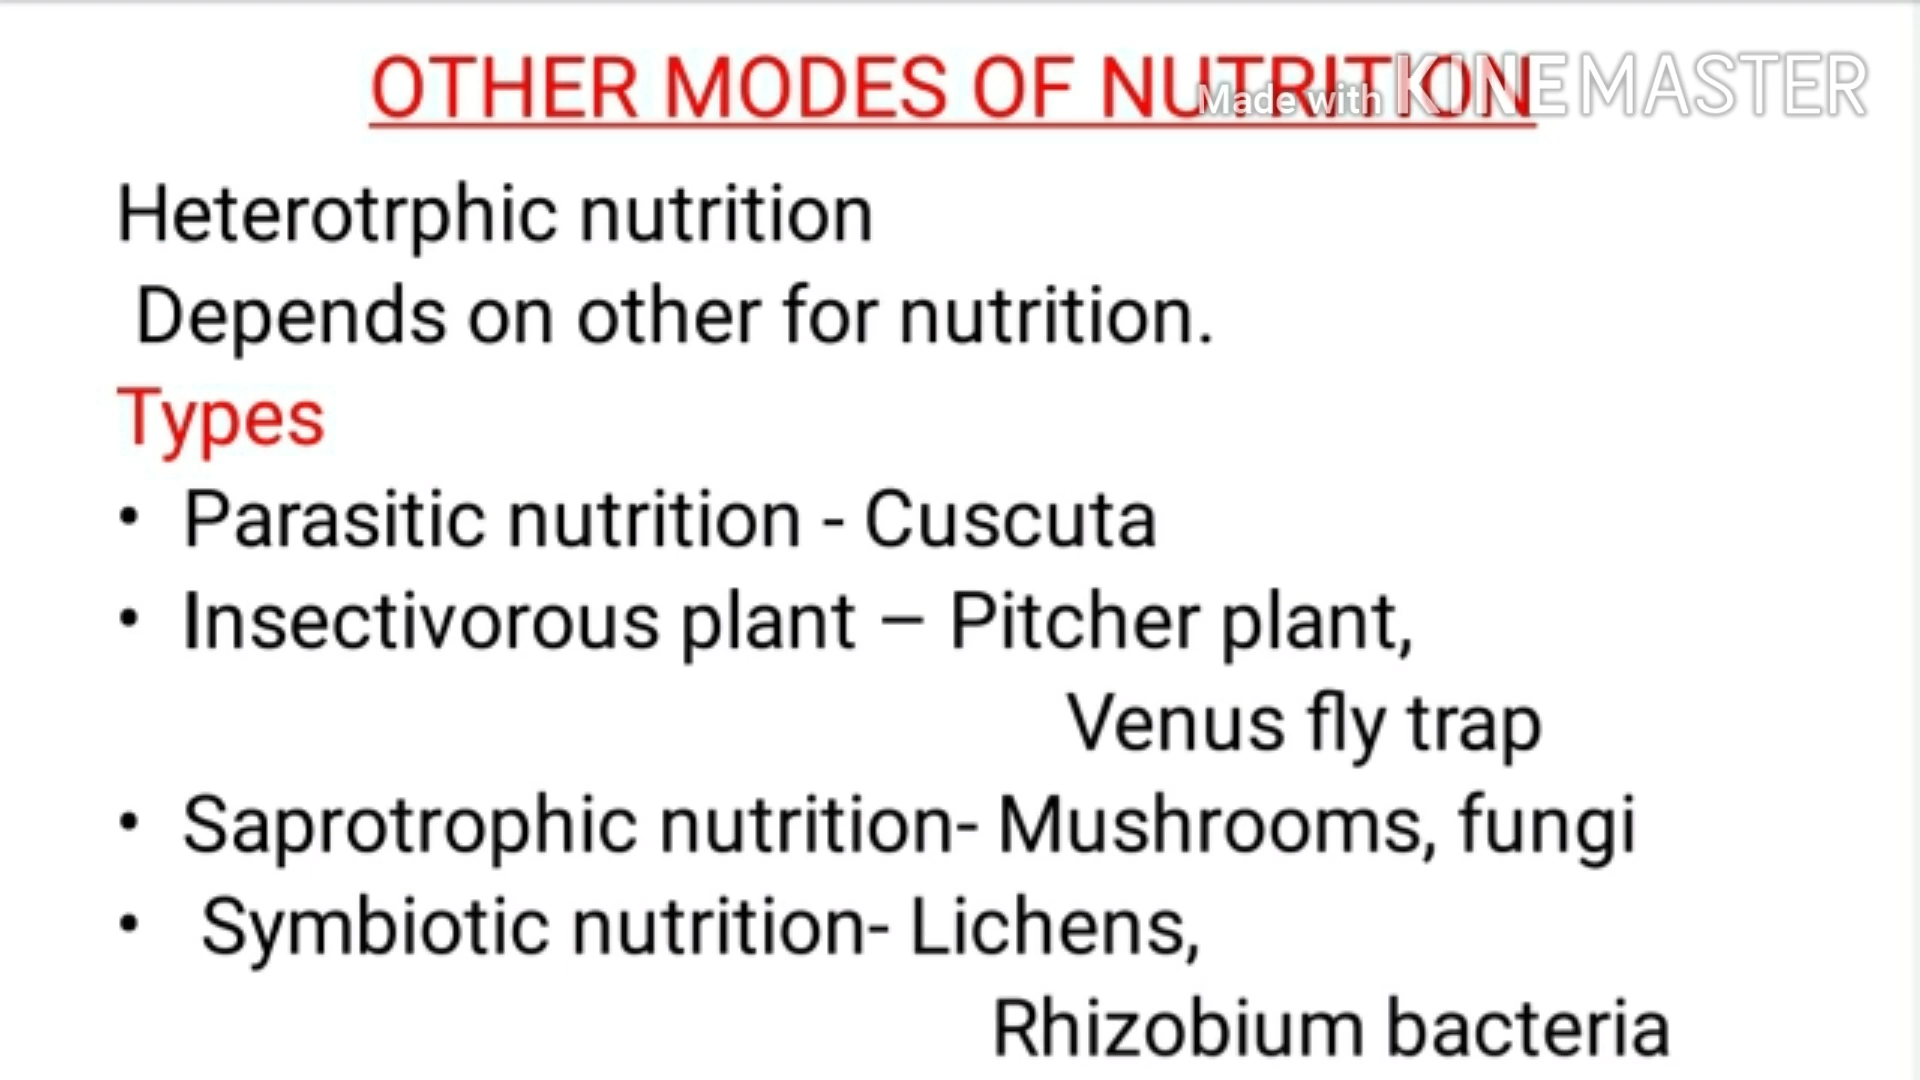 OTHER MODES OF NUTRITION
Made with KINEMASTER
Heterotrphic nutrition
Depends on other for nutrition.
Types
• Parasitic nutrition - Cuscuta
• Insectivorous plant – Pitcher plant,
Venus fly trap
• Saprotrophic nutrition- Mushrooms, fungi
• Symbiotic nutrition- Lichens,
Rhizobium bacteria